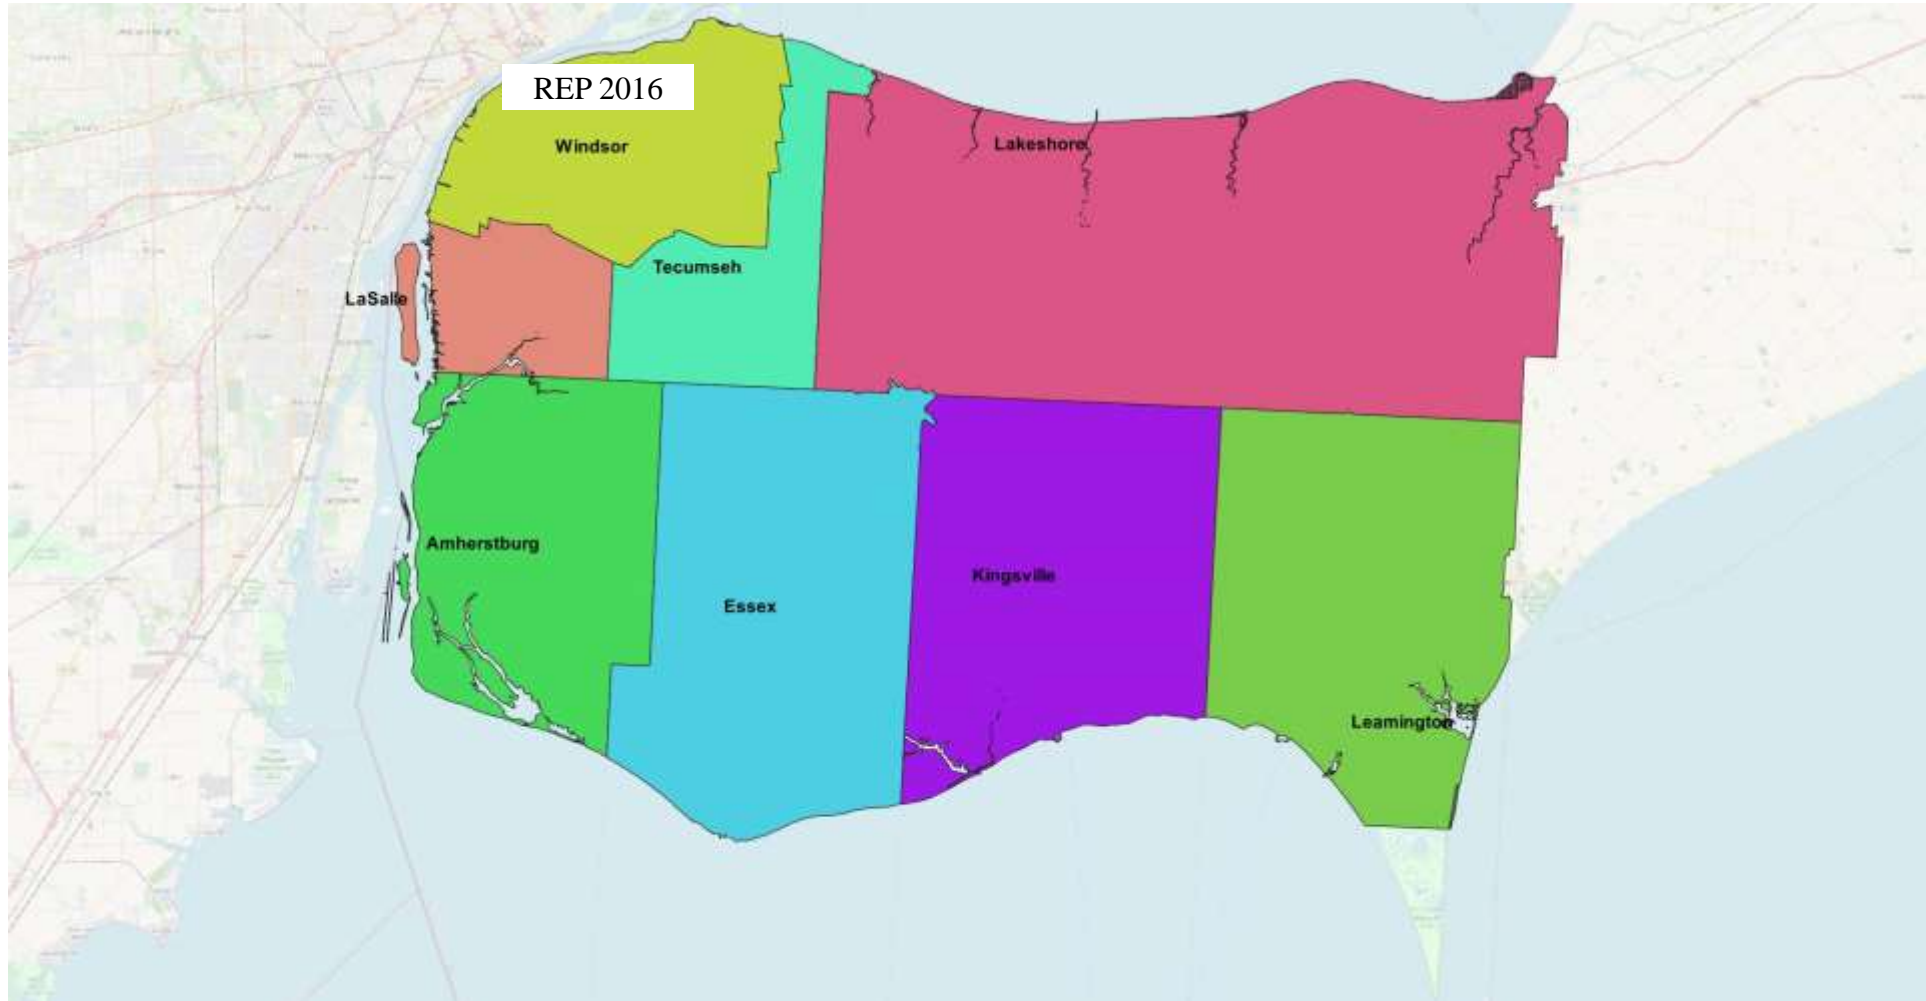 REP 2016
Windsor
Lakeshore
Tecumseh
LaSalle
Amherstburg
Kingsville
Essex
Leamington